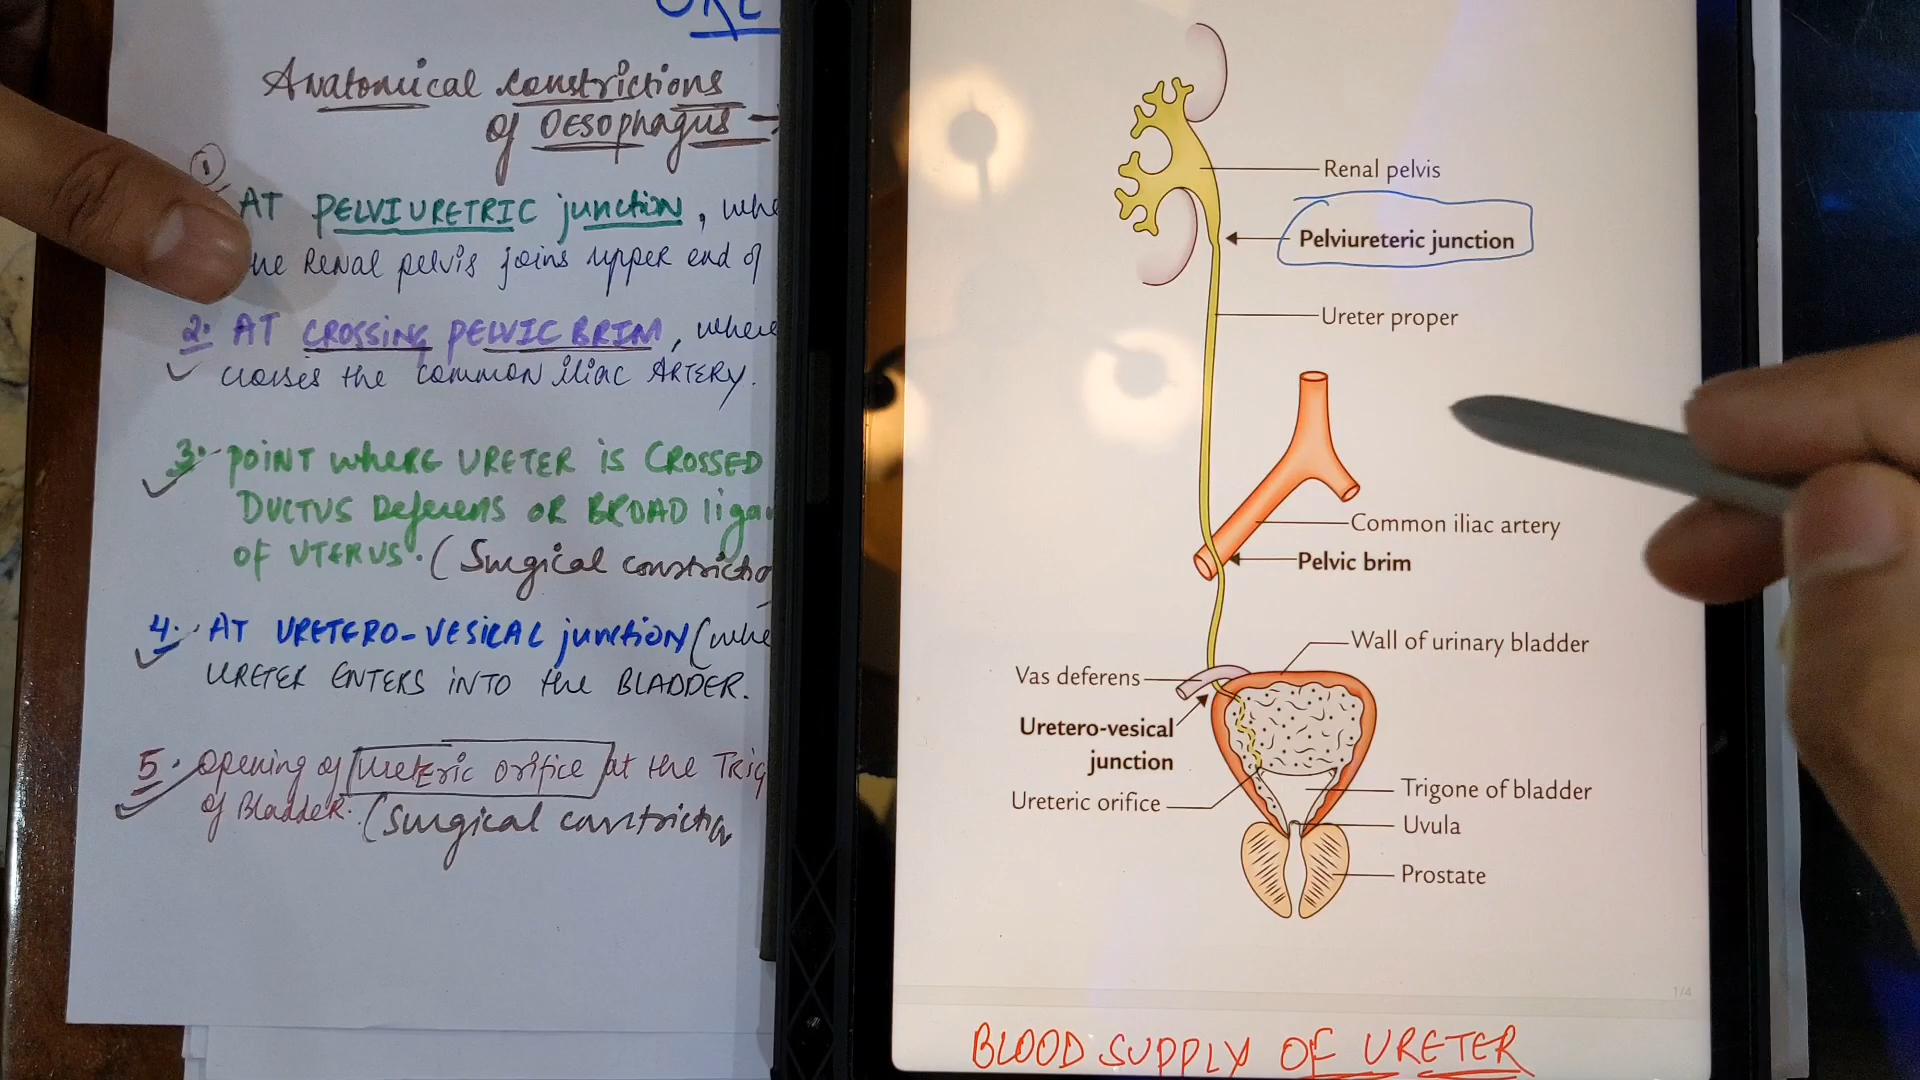 URE
Anatomical constrictions
of OESophagus →
1
AT PELVIURETRIC junction, whe
the Renal pelvis joins upper end of
2. AT CROSSING PELVIC BRIM, where
crosses the common iliac ARTERY.
3. POINT WHERE URETER is CROSSED
DUCTUS Deferens OR BROAD liga
OF UTERUS. (Surgical constrictio
4. AT URETERO-VESICAL junction (whe
URETER ENTERS INTO the BLADDER.
5. Opening of Ureteric orifice at the Trig
of BladdeR. (Surgical constriction
Renal pelvis
Pelviureteric junction
Ureter proper
Common iliac artery
Pelvic brim
Wall of urinary bladder
Vas deferens
Uretero-vesical
junction
Ureteric orifice
Trigone of bladder
Uvula
Prostate
1/4
BLOOD SUPPLY OF URETER